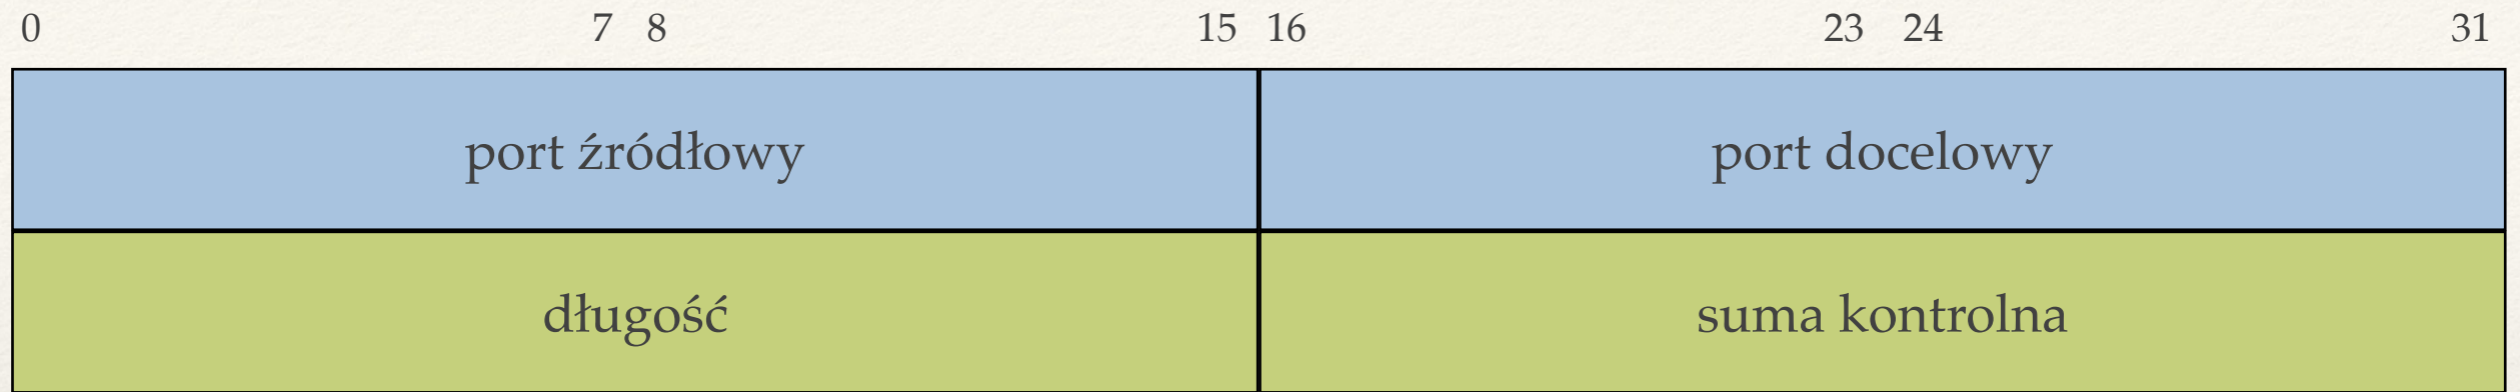 0 7 8 15 16 23 24 31
port źródłowy port docelowy
długość suma kontrolna